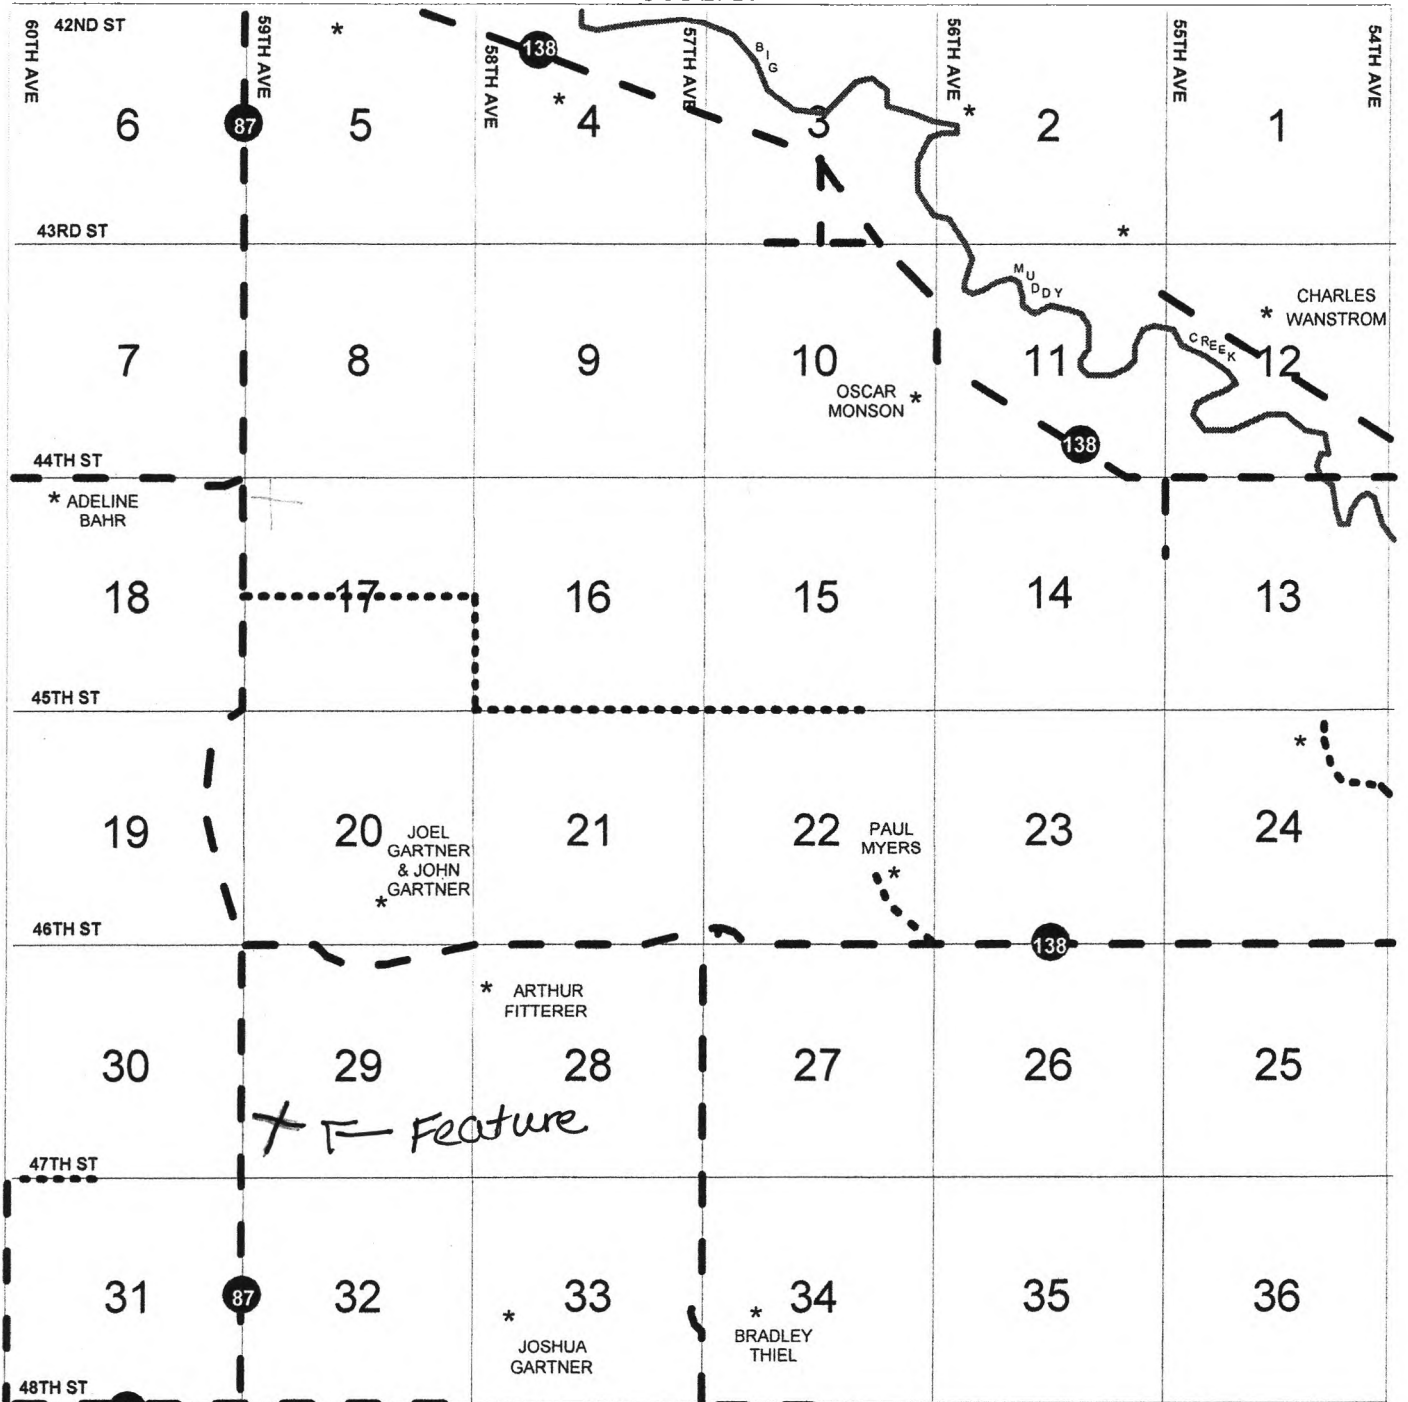 42ND ST
60TH AVE
59TH AVE
58TH AVE
57TH AVE
56TH AVE
55TH AVE
54TH AVE
*
138
BIG
*
*
6
87
5
4
3
2
1
43RD ST
*
MUDDY
* CHARLES
WANSTROM
CREEK
7
8
9
10
11
12
OSCAR
MONSON *
138
44TH ST
* ADELINE
BAHR
18
17
16
15
14
13
45TH ST
*
19
20
21
22
23
24
JOEL
GARTNER
& JOHN
GARTNER
*
PAUL
MYERS
*
46TH ST
138
* ARTHUR
FITTERER
30
29
28
27
26
25
X ← Feature
47TH ST
31
87
32
33
34
35
36
*
JOSHUA
GARTNER
*
BRADLEY
THIEL
48TH ST